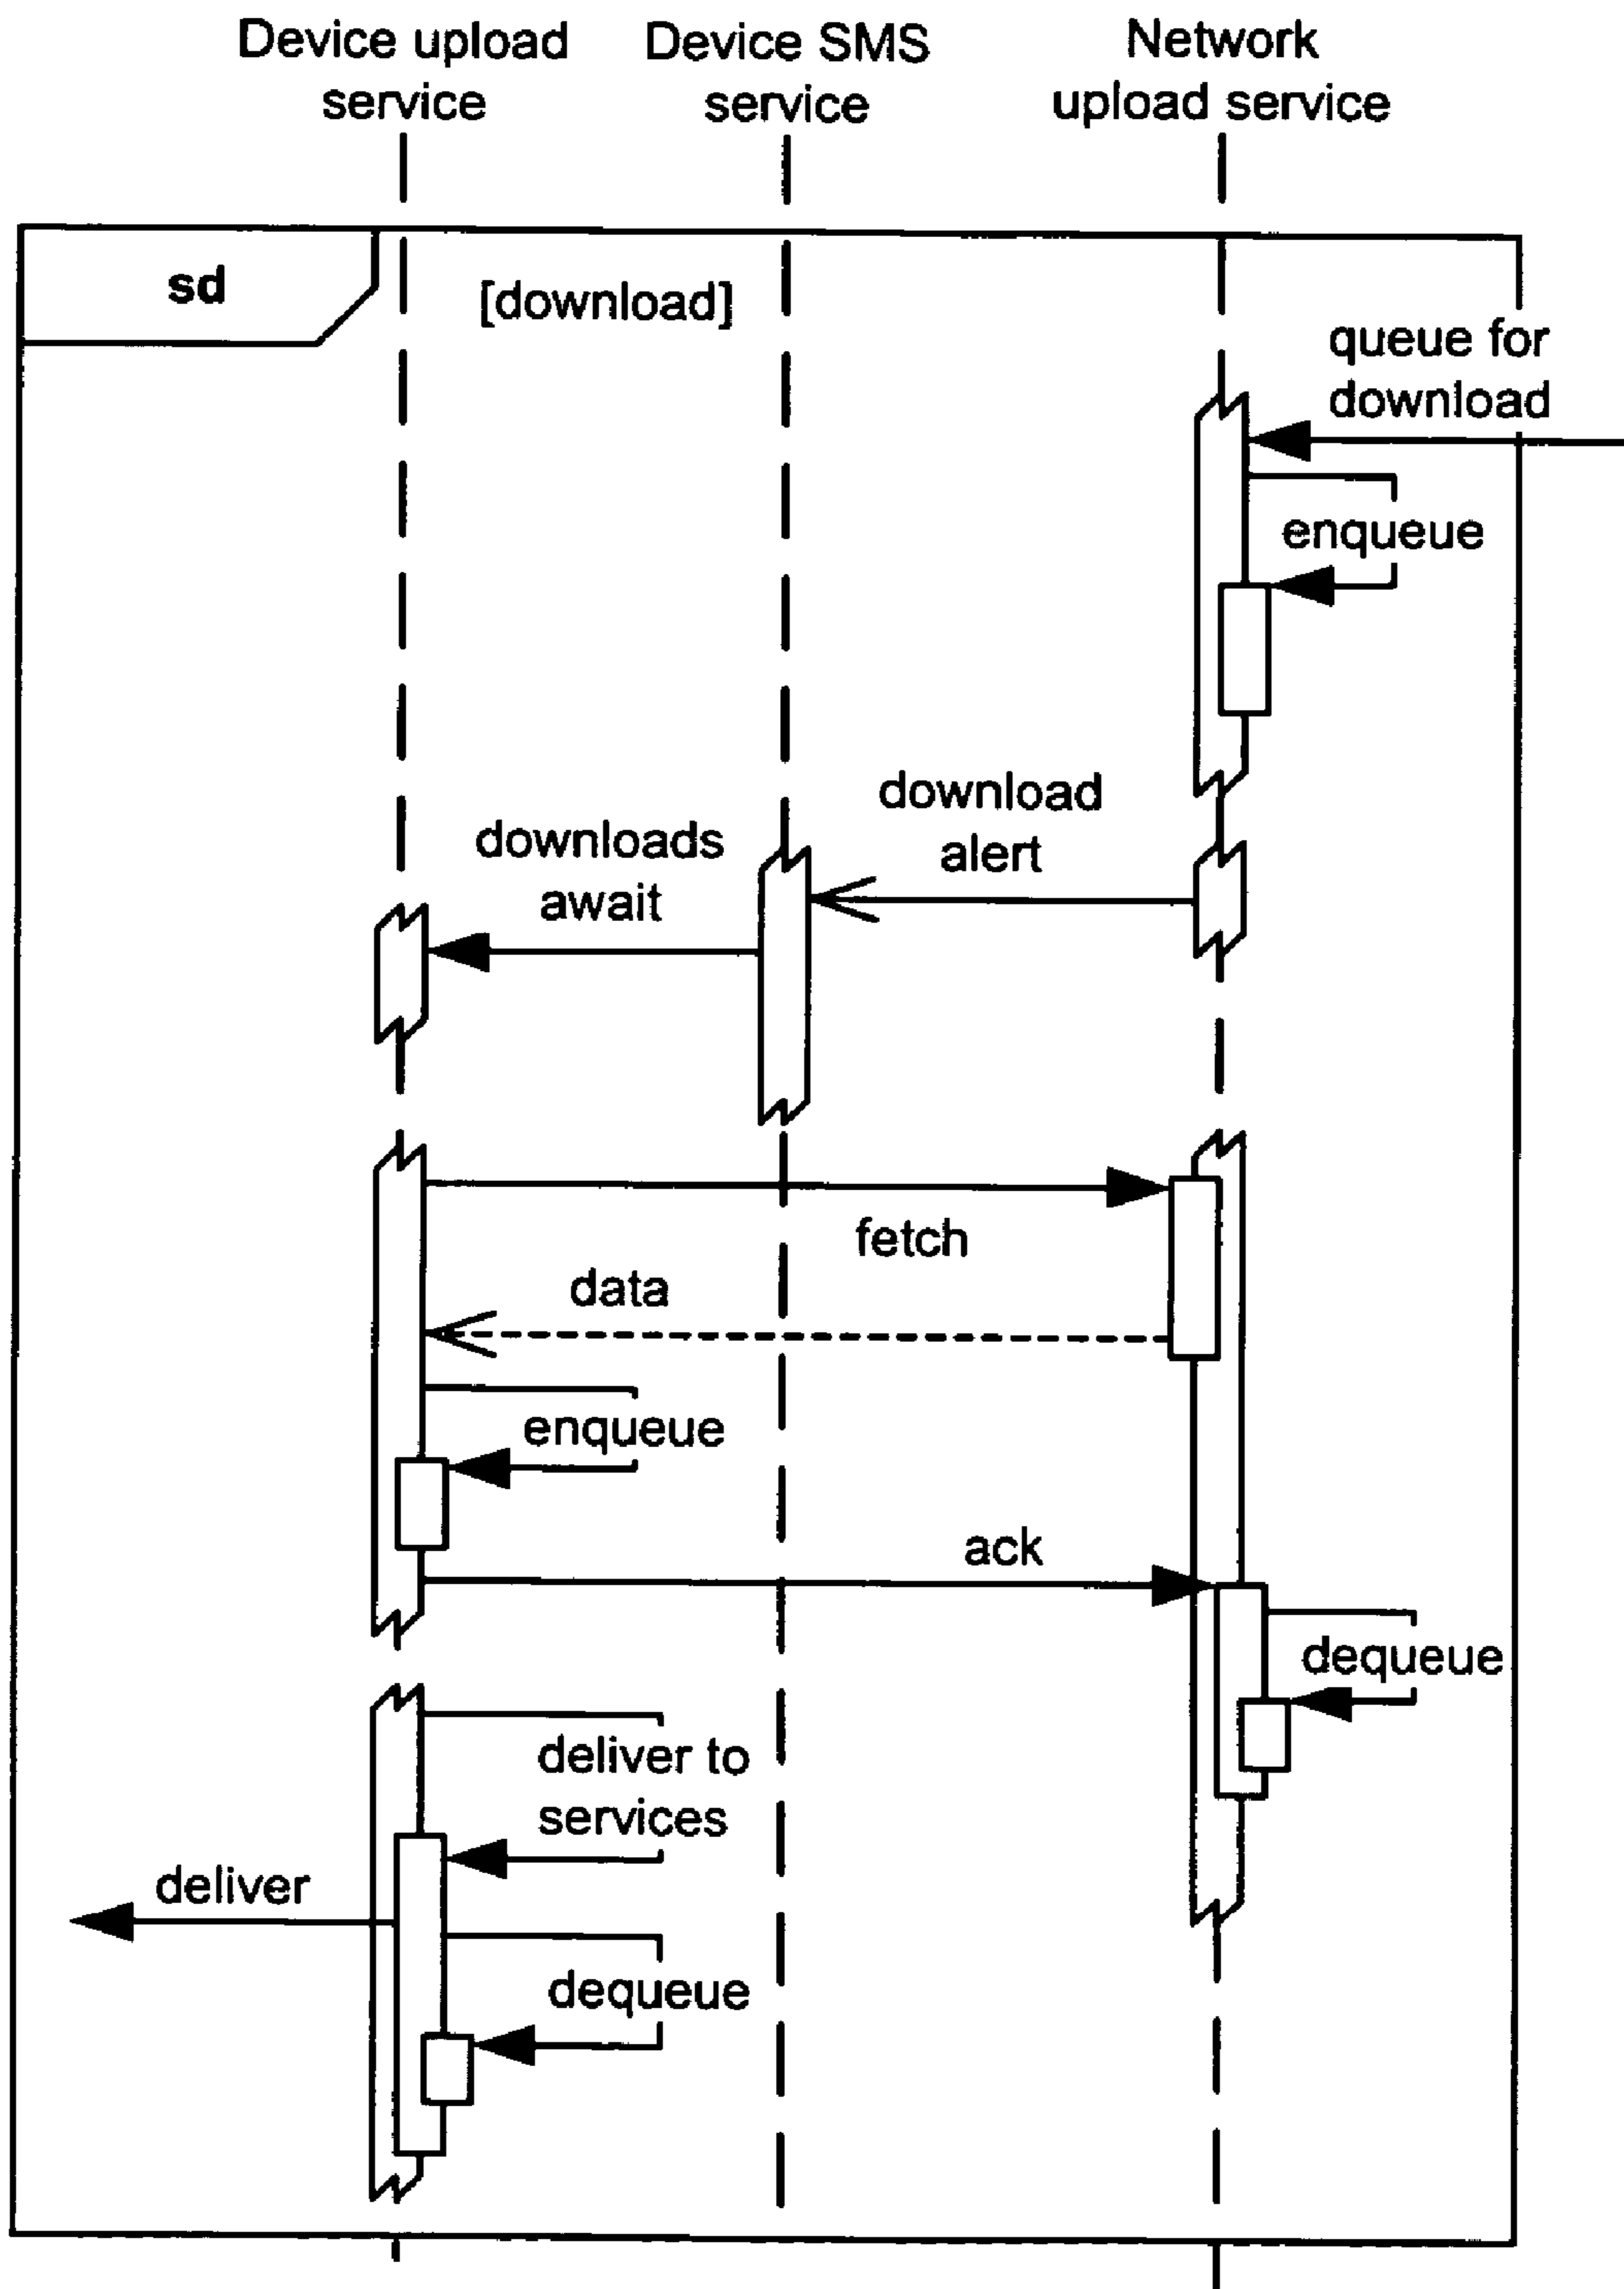 Device upload
service
Device SMS
service
Network
upload service
sd
[download]
queue for
download
enqueue
download
alert
downloads
await
fetch
data
enqueue
ack
dequeue
deliver to
services
deliver
dequeue